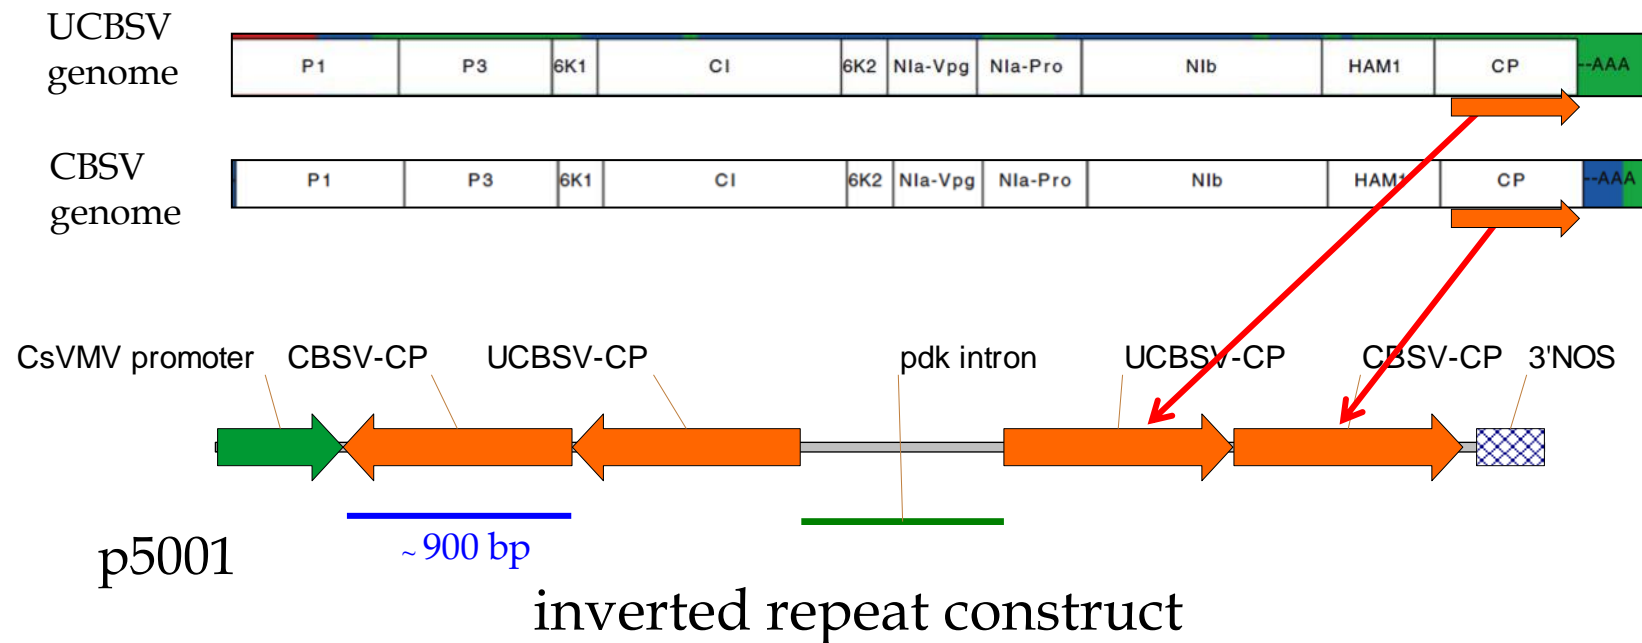 UCBSV
genome
P1 P3 6K1 CI 6K2 NIa-Vpg NIa-Pro NIb HAM1 CP --AAA
CBSV
genome
P1 P3 6K1 CI 6K2 NIa-Vpg NIa-Pro NIb HAM1 CP --AAA
CsVMV promoter CBSV-CP UCBSV-CP pdk intron UCBSV-CP CBSV-CP 3'NOS
~ 900 bp
p5001
inverted repeat construct